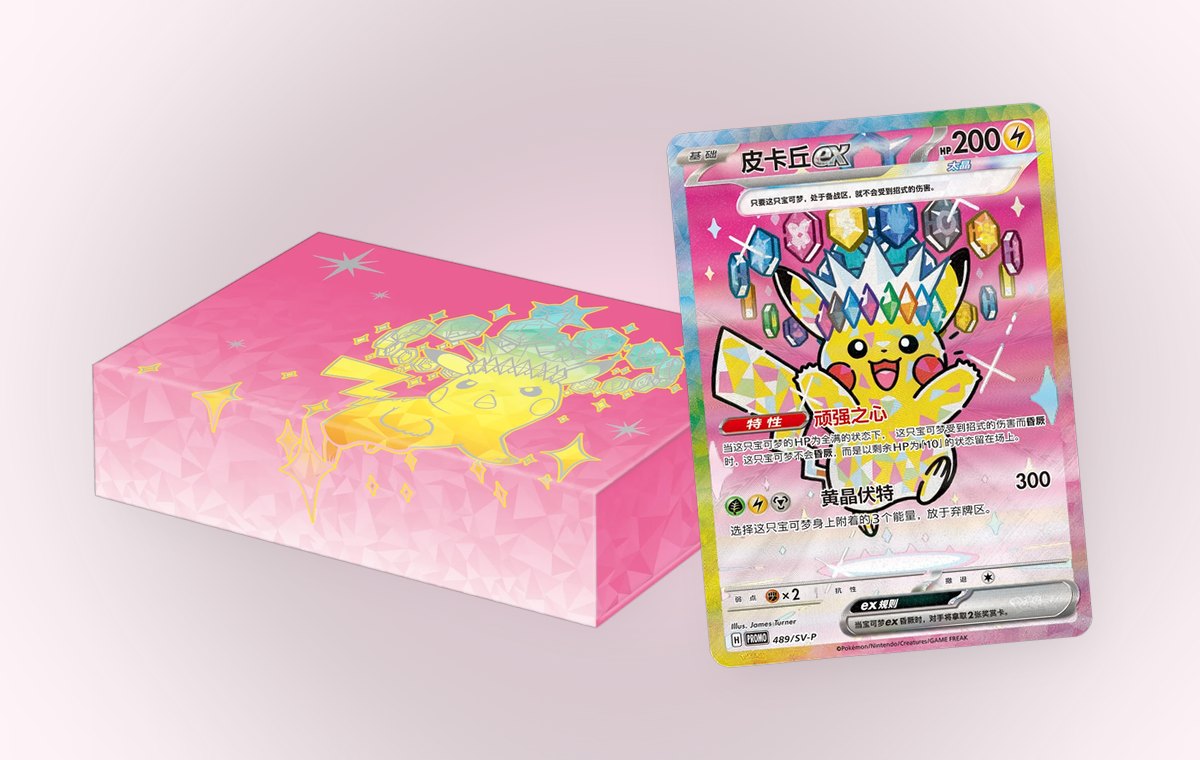 基础 皮卡丘ex HP200
太晶
只要这只宝可梦，处于备战区，就不会受到招式的伤害。
特性 顽强之心
当这只宝可梦的HP为全满的状态下，这只宝可梦受到招式的伤害而昏厥
时，这只宝可梦不会昏厥，而是以剩余HP为「10」的状态留在场上。
黄晶伏特 300
选择这只宝可梦身上附着的3个能量，放于弃牌区。
弱点 ×2 抗性 撤退
ex规则
当宝可梦ex昏厥时，对手将拿取2张奖赏卡。
Illus. James Turner
H PROMO 489/SV-P
©Pokémon/Nintendo/Creatures/GAME FREAK